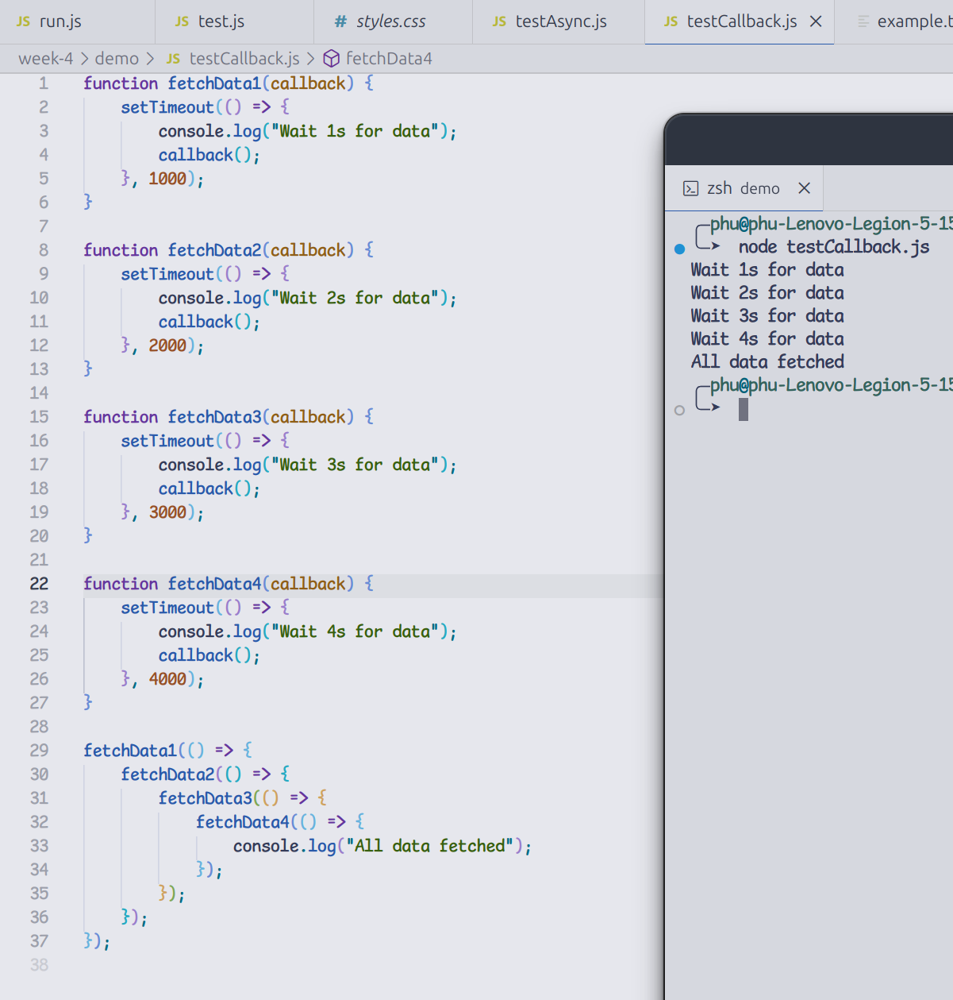 JS run.js
JS test.js
# styles.css
JS testAsync.js
JS testCallback.js
example.t
week-4 > demo > JS testCallback.js > fetchData4
1 function fetchData1(callback) {
2     setTimeout(() => {
3         console.log("Wait 1s for data");
4         callback();
5     }, 1000);
6 }
7
8 function fetchData2(callback) {
9     setTimeout(() => {
10         console.log("Wait 2s for data");
11         callback();
12     }, 2000);
13 }
14
15 function fetchData3(callback) {
16     setTimeout(() => {
17         console.log("Wait 3s for data");
18         callback();
19     }, 3000);
20 }
21
22 function fetchData4(callback) {
23     setTimeout(() => {
24         console.log("Wait 4s for data");
25         callback();
26     }, 4000);
27 }
28
29 fetchData1(() => {
30     fetchData2(() => {
31         fetchData3(() => {
32             fetchData4(() => {
33                 console.log("All data fetched");
34             });
35         });
36     });
37 });
38
zsh demo
phu@phu-Lenovo-Legion-5-15
node testCallback.js
Wait 1s for data
Wait 2s for data
Wait 3s for data
Wait 4s for data
All data fetched
phu@phu-Lenovo-Legion-5-15